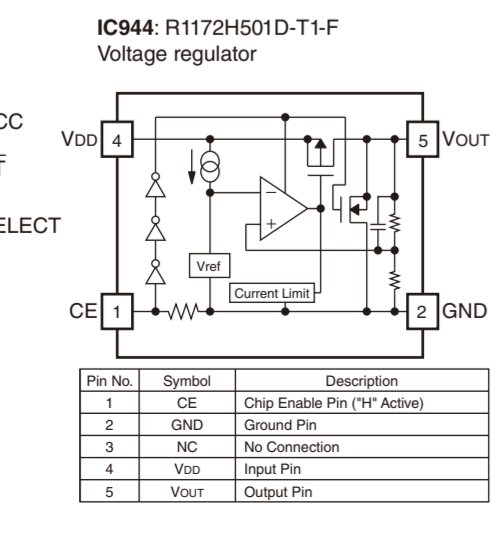 IC944: R1172H501D-T1-F
Voltage regulator
CC
VDD 4
5 VOUT
ELECT
−
+
Vref
Current Limit
CE 1
2 GND
Pin No. Symbol Description
1 CE Chip Enable Pin ("H" Active)
2 GND Ground Pin
3 NC No Connection
4 VDD Input Pin
5 VOUT Output Pin